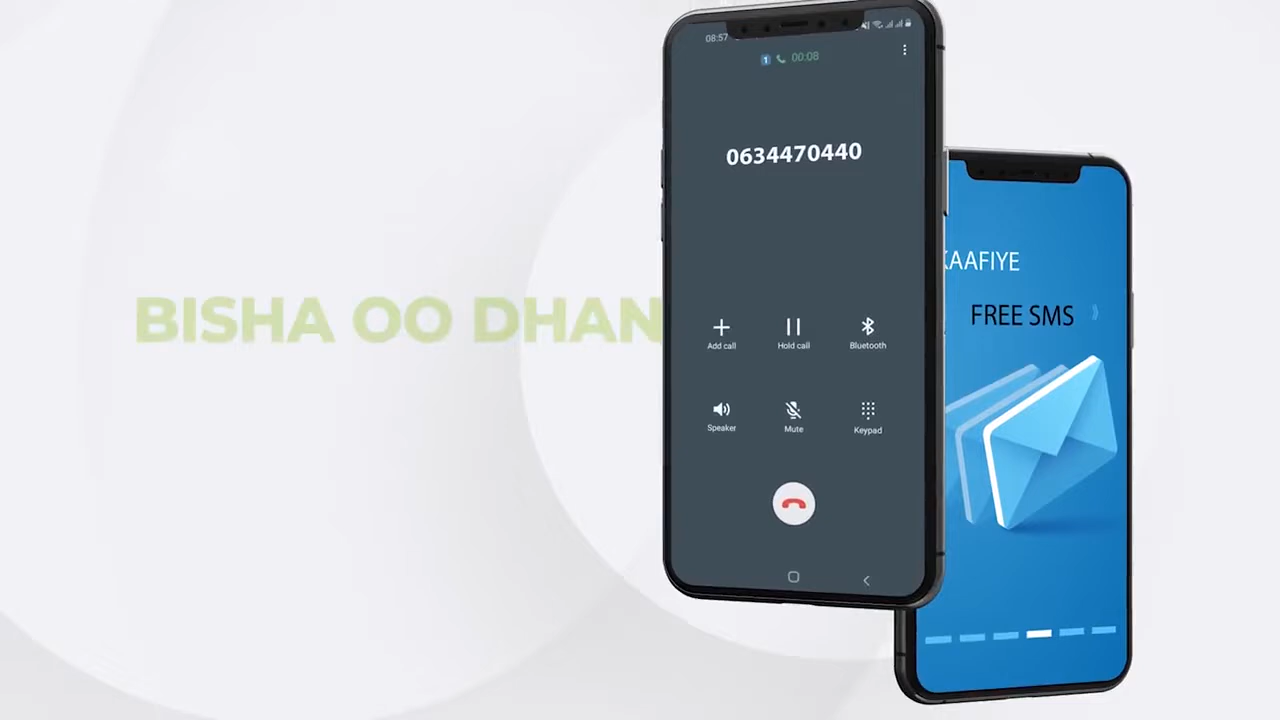 08:57
1 00:08
0634470440
BISHA OO DHAN
Add call
Hold call
Bluetooth
Speaker
Mute
Keypad
KAAFIYE
FREE SMS